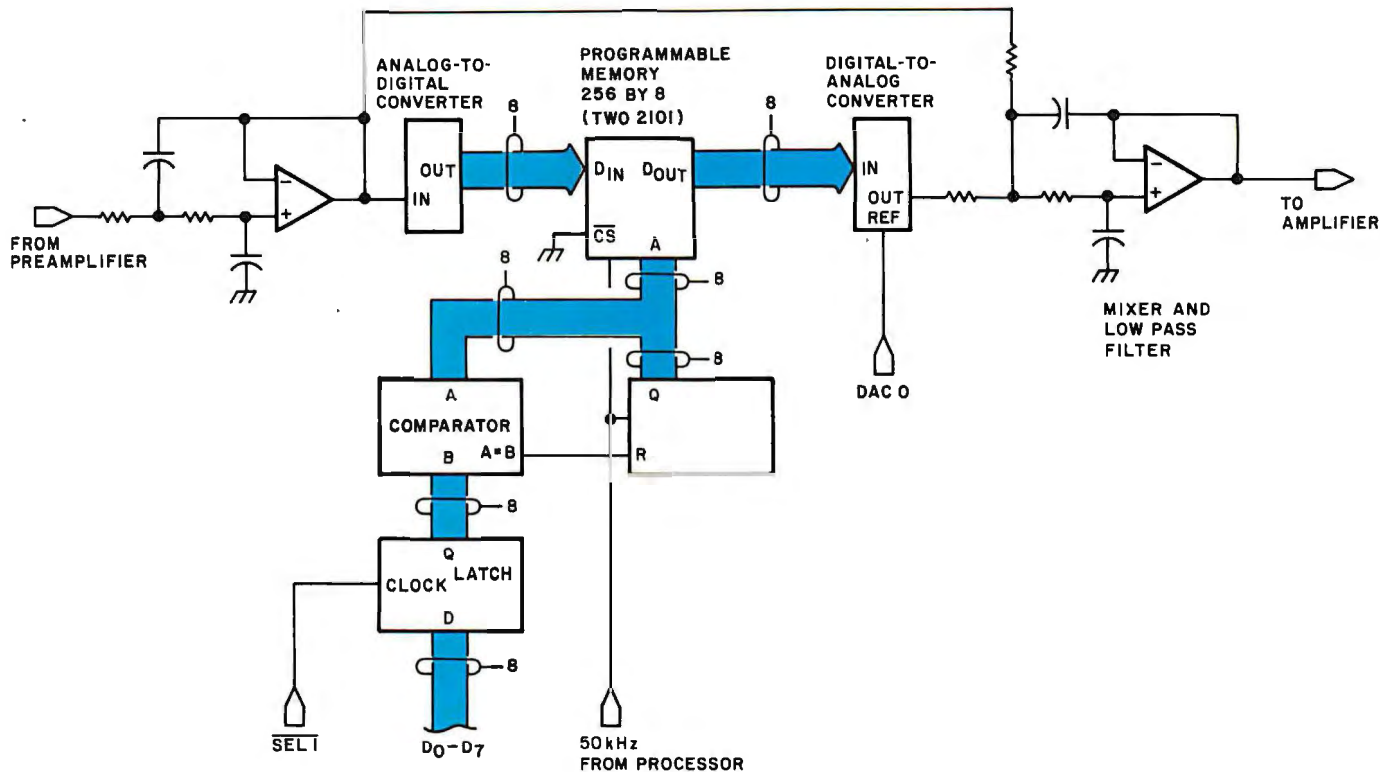 ANALOG-TO-
DIGITAL
CONVERTER
PROGRAMMABLE
MEMORY
256 BY 8
(TWO 2101)
DIGITAL-TO-
ANALOG
CONVERTER
8
8
OUT
IN
DIN DOUT
CS
A
IN
OUT
REF
FROM
PREAMPLIFIER
TO
AMPLIFIER
8
8
8
MIXER AND
LOW PASS
FILTER
DAC 0
A
COMPARATOR
B A=B
Q
R
8
Q
CLOCK LATCH
D
8
SEL 1
D0-D7
50kHz
FROM PROCESSOR
- +
- +